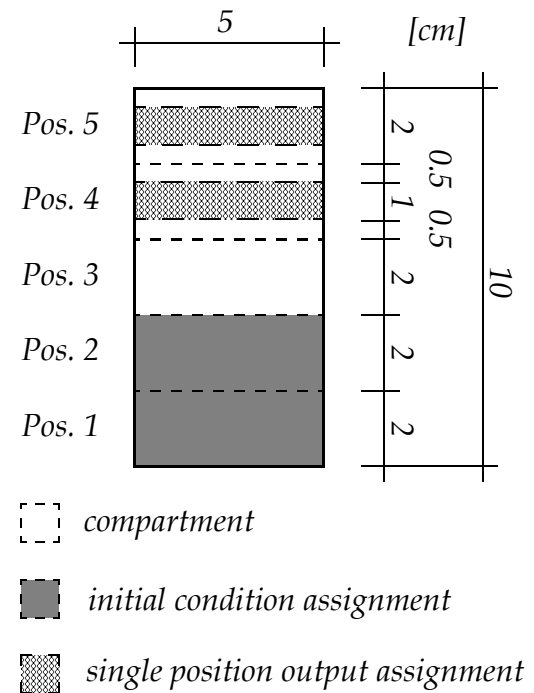 5
[cm]
Pos. 5
2
0.5
Pos. 4
1
0.5
Pos. 3
2
10
Pos. 2
2
Pos. 1
2
compartment
initial condition assignment
single position output assignment